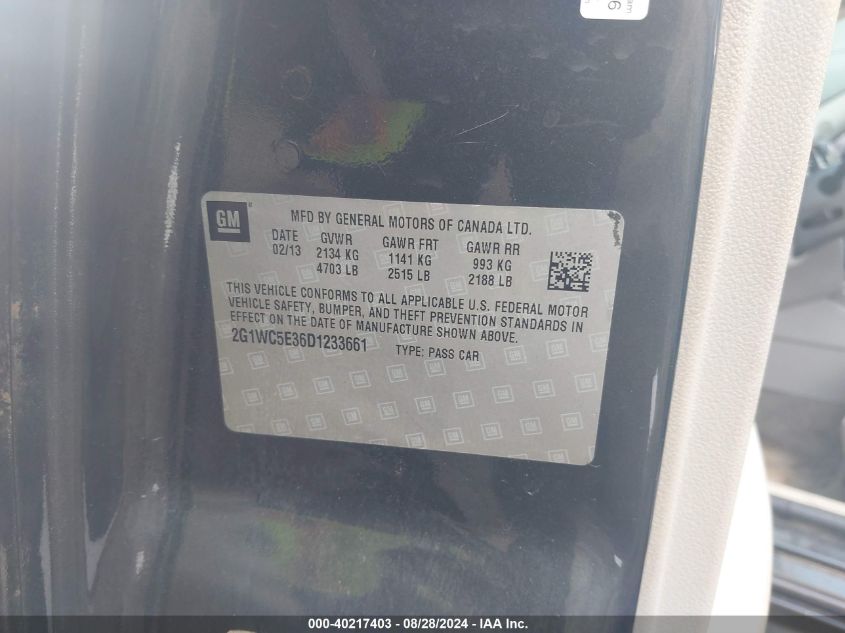 am
6
GM
MFD BY GENERAL MOTORS OF CANADA LTD.
DATE GVWR GAWR FRT GAWR RR
02/13 2134 KG 1141 KG 993 KG
4703 LB 2515 LB 2188 LB
THIS VEHICLE CONFORMS TO ALL APPLICABLE U.S. FEDERAL MOTOR
VEHICLE SAFETY, BUMPER, AND THEFT PREVENTION STANDARDS IN
EFFECT ON THE DATE OF MANUFACTURE SHOWN ABOVE.
2G1WC5E36D1233661 TYPE: PASS CAR
000-40217403 - 08/28/2024 - IAA Inc.